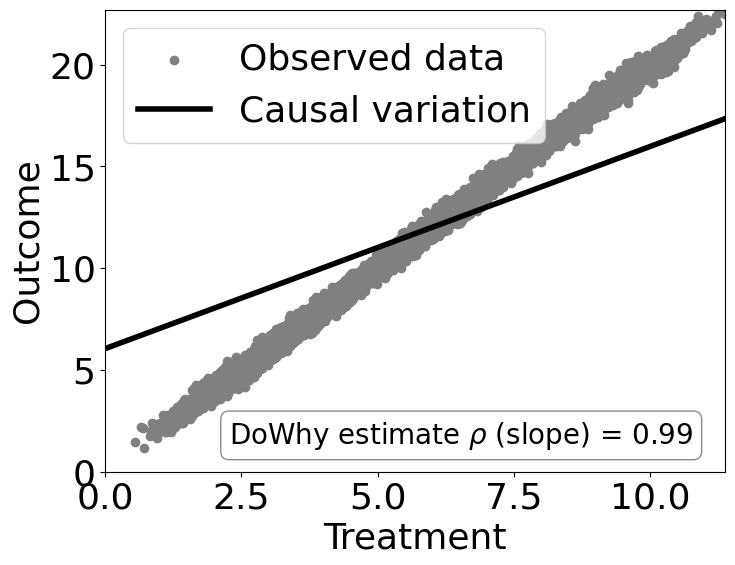 Observed data
Causal variation
20
15
10
5
0
Outcome
DoWhy estimate ρ (slope) = 0.99
0.0 2.5 5.0 7.5 10.0
Treatment